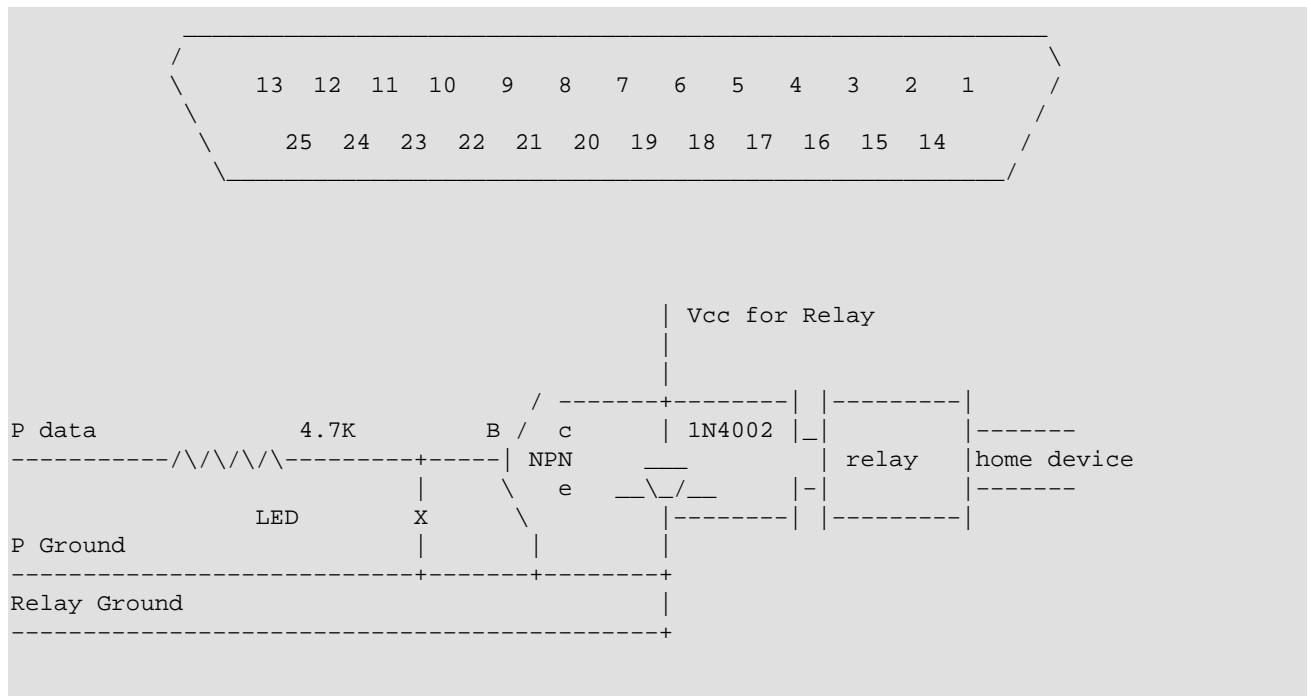 13 12 11 10 9 8 7 6 5 4 3 2 1
25 24 23 22 21 20 19 18 17 16 15 14
Vcc for Relay
P data 4.7K B c 1N4002
NPN relay home device
e
LED X
P Ground
Relay Ground